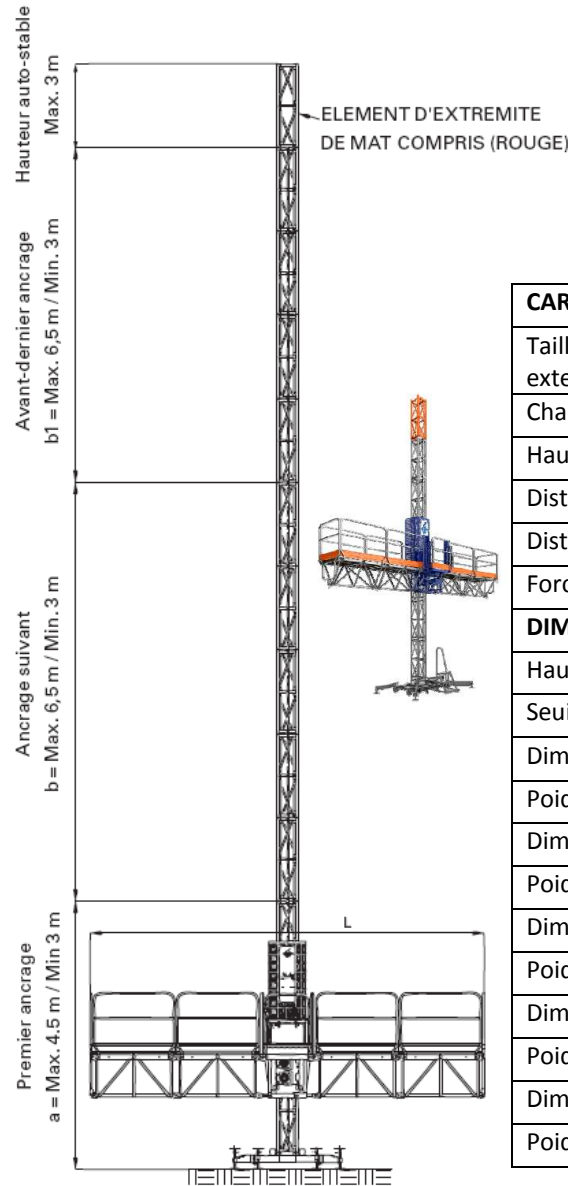 Hauteur auto-stable
Max. 3 m
ELEMENT D'EXTREMITE
DE MAT COMPRIS (ROUGE)
Avant-dernier ancrage
b1 = Max. 6,5 m / Min. 3 m
Ancrage suivant
b = Max. 6,5 m / Min. 3 m
Premier ancrage
a = Max. 4.5 m / Min 3 m
L
CAR
Taill
exte
Cha
Hau
Dist
Dist
Forc
DIM
Hau
Seui
Dim
Poid
Dim
Poid
Dim
Poid
Dim
Poid
Dim
Poid